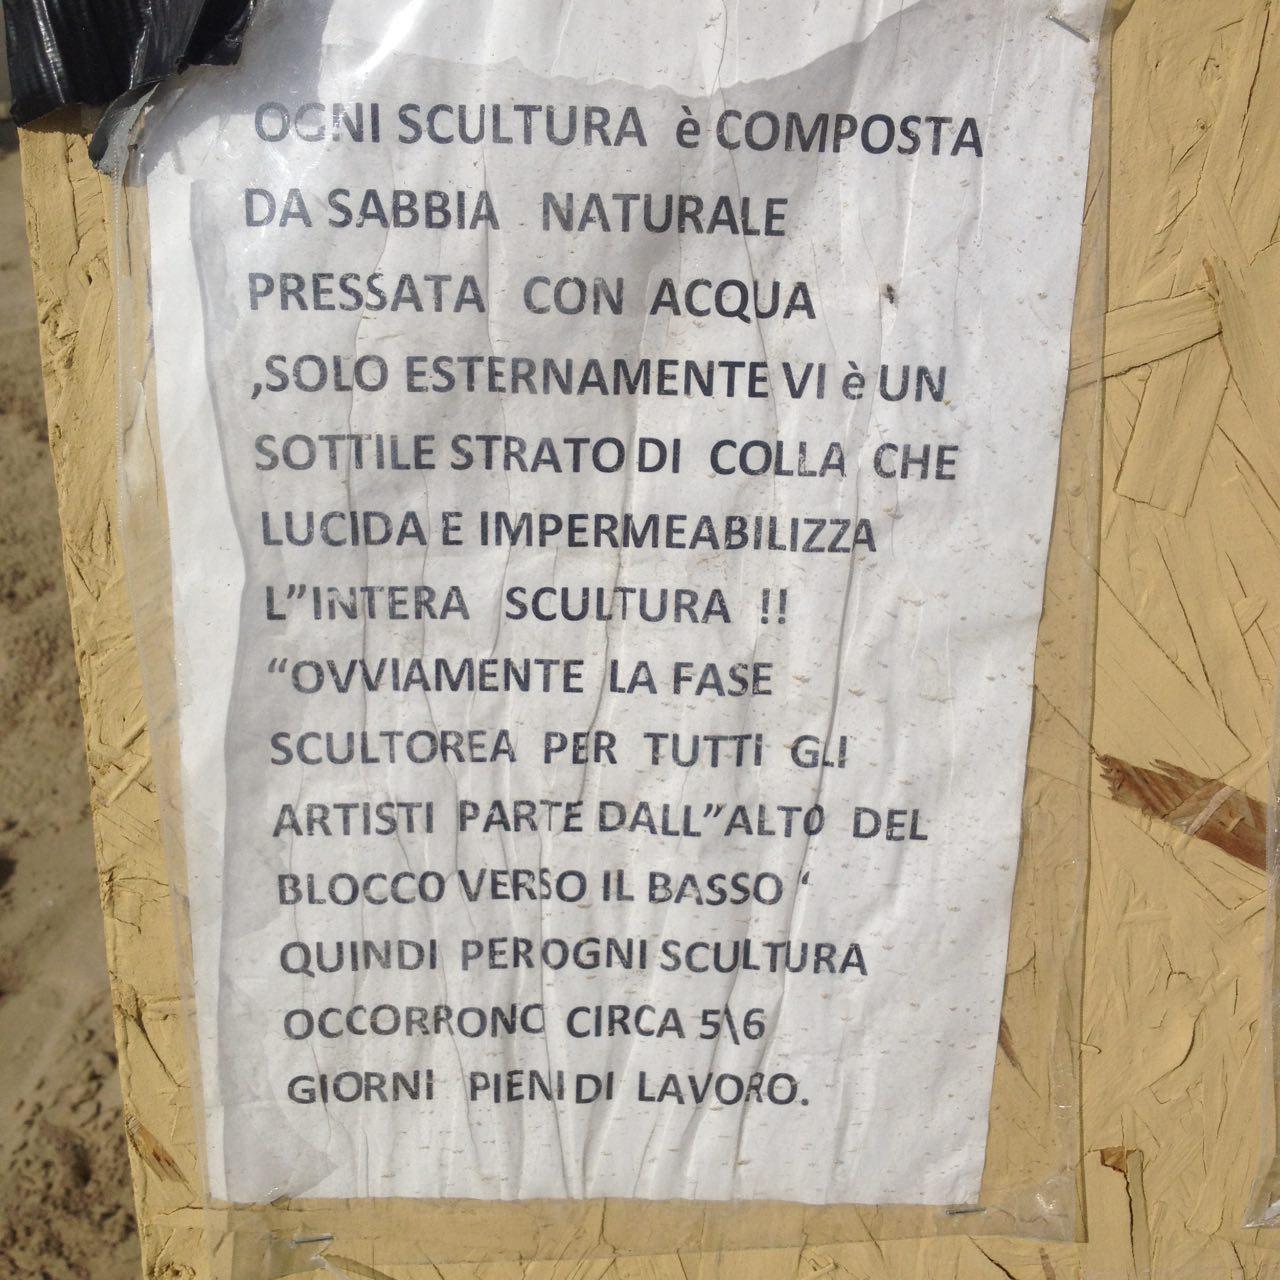 OGNI SCULTURA è COMPOSTA
DA SABBIA NATURALE
PRESSATA CON ACQUA
,SOLO ESTERNAMENTE VI è UN
SOTTILE STRATO DI COLLA CHE
LUCIDA E IMPERMEABILIZZA
L”INTERA SCULTURA !!
“OVVIAMENTE LA FASE
SCULTOREA PER TUTTI GLI
ARTISTI PARTE DALL”ALTO DEL
BLOCCO VERSO IL BASSO ‘
QUINDI PER OGNI SCULTURA
OCCORRONO CIRCA 5\6
GIORNI PIENI DI LAVORO.